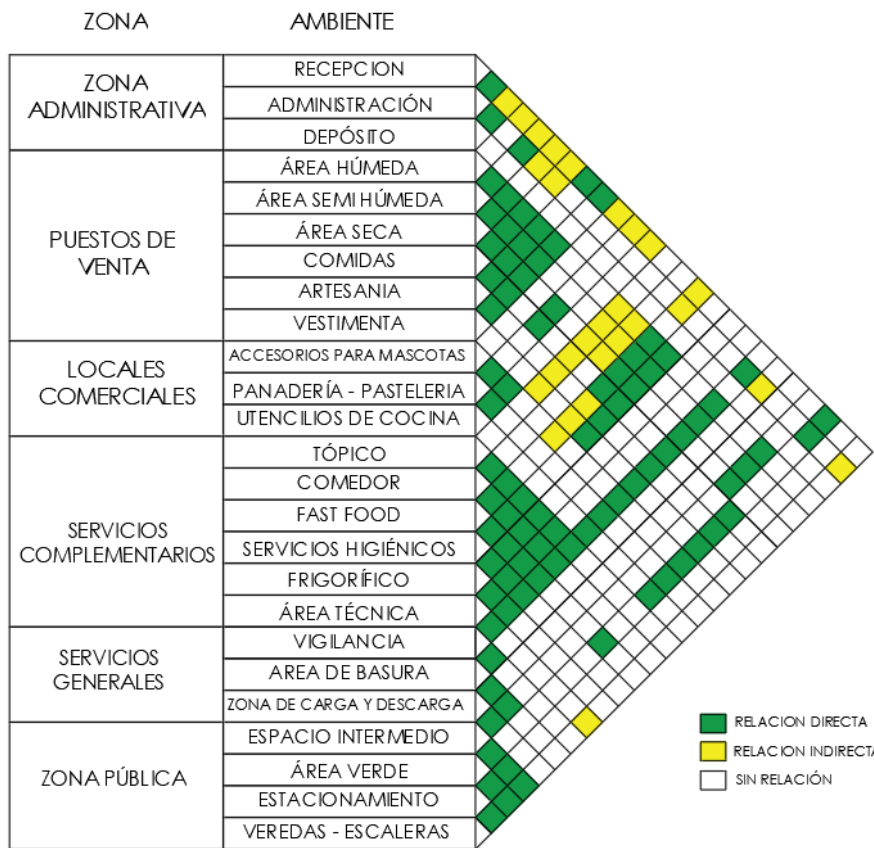 ZONA
AMBIENTE
ZONA
ADMINISTRATIVA
RECEPCION
ADMINISTRACIÓN
DEPÓSITO
PUESTOS DE
VENTA
ÁREA HÚMEDA
ÁREA SEMI HÚMEDA
ÁREA SECA
COMIDAS
ARTESANIA
VESTIMENTA
LOCALES
COMERCIALES
ACCESORIOS PARA MASCOTAS
PANADERÍA - PASTELERIA
UTENCILIOS DE COCINA
SERVICIOS
COMPLEMENTARIOS
TÓPICO
COMEDOR
FAST FOOD
SERVICIOS HIGIÉNICOS
FRIGORÍFICO
ÁREA TÉCNICA
SERVICIOS
GENERALES
VIGILANCIA
AREA DE BASURA
ZONA DE CARGA Y DESCARGA
ZONA PÚBLICA
ESPACIO INTERMEDIO
ÁREA VERDE
ESTACIONAMIENTO
VEREDAS - ESCALERAS
RELACION DIRECTA
RELACION INDIRECTA
SIN RELACIÓN